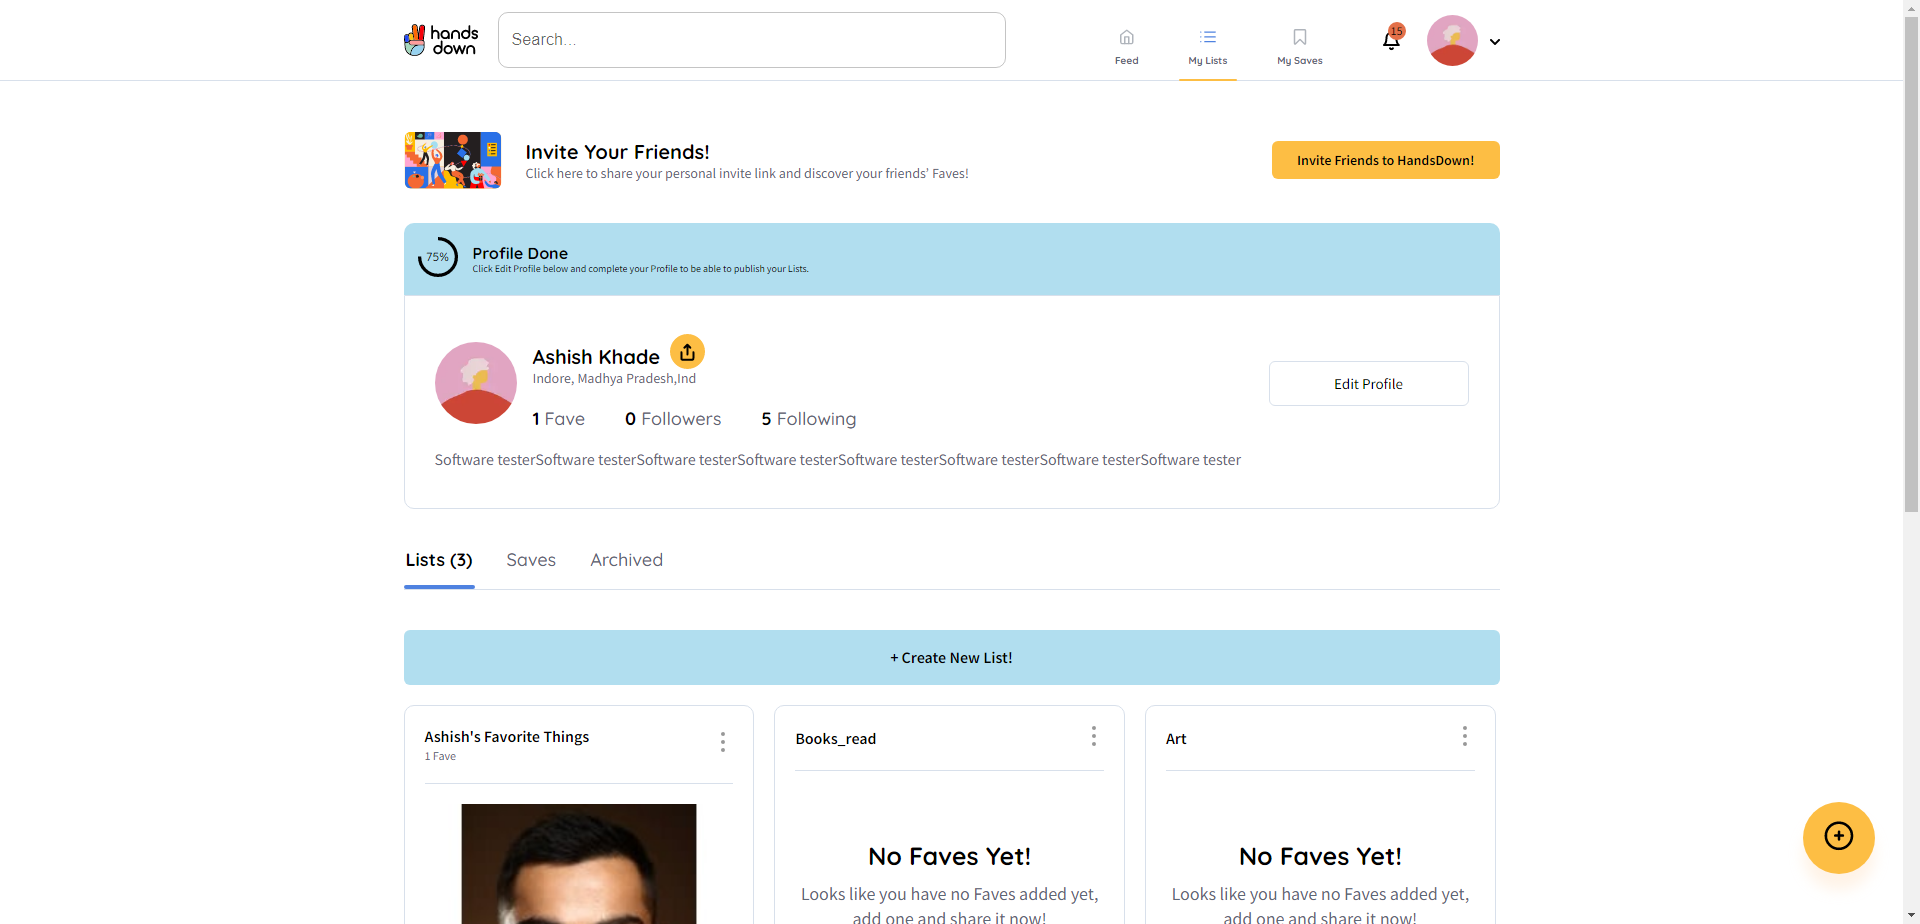 hands
down
Search...
Feed
My Lists
My Saves
15
Invite Your Friends!
Click here to share your personal invite link and discover your friends’ Faves!
Invite Friends to HandsDown!
75%
Profile Done
Click Edit Profile below and complete your Profile to be able to publish your Lists.
Ashish Khade
Indore, Madhya Pradesh,Ind
1 Fave
0 Followers
5 Following
Edit Profile
Software testerSoftware testerSoftware testerSoftware testerSoftware testerSoftware testerSoftware testerSoftware tester
Lists (3)
Saves
Archived
+ Create New List!
Ashish's Favorite Things
1 Fave
Books_read
No Faves Yet!
Looks like you have no Faves added yet,
add one and share it now!
Art
No Faves Yet!
Looks like you have no Faves added yet,
add one and share it now!